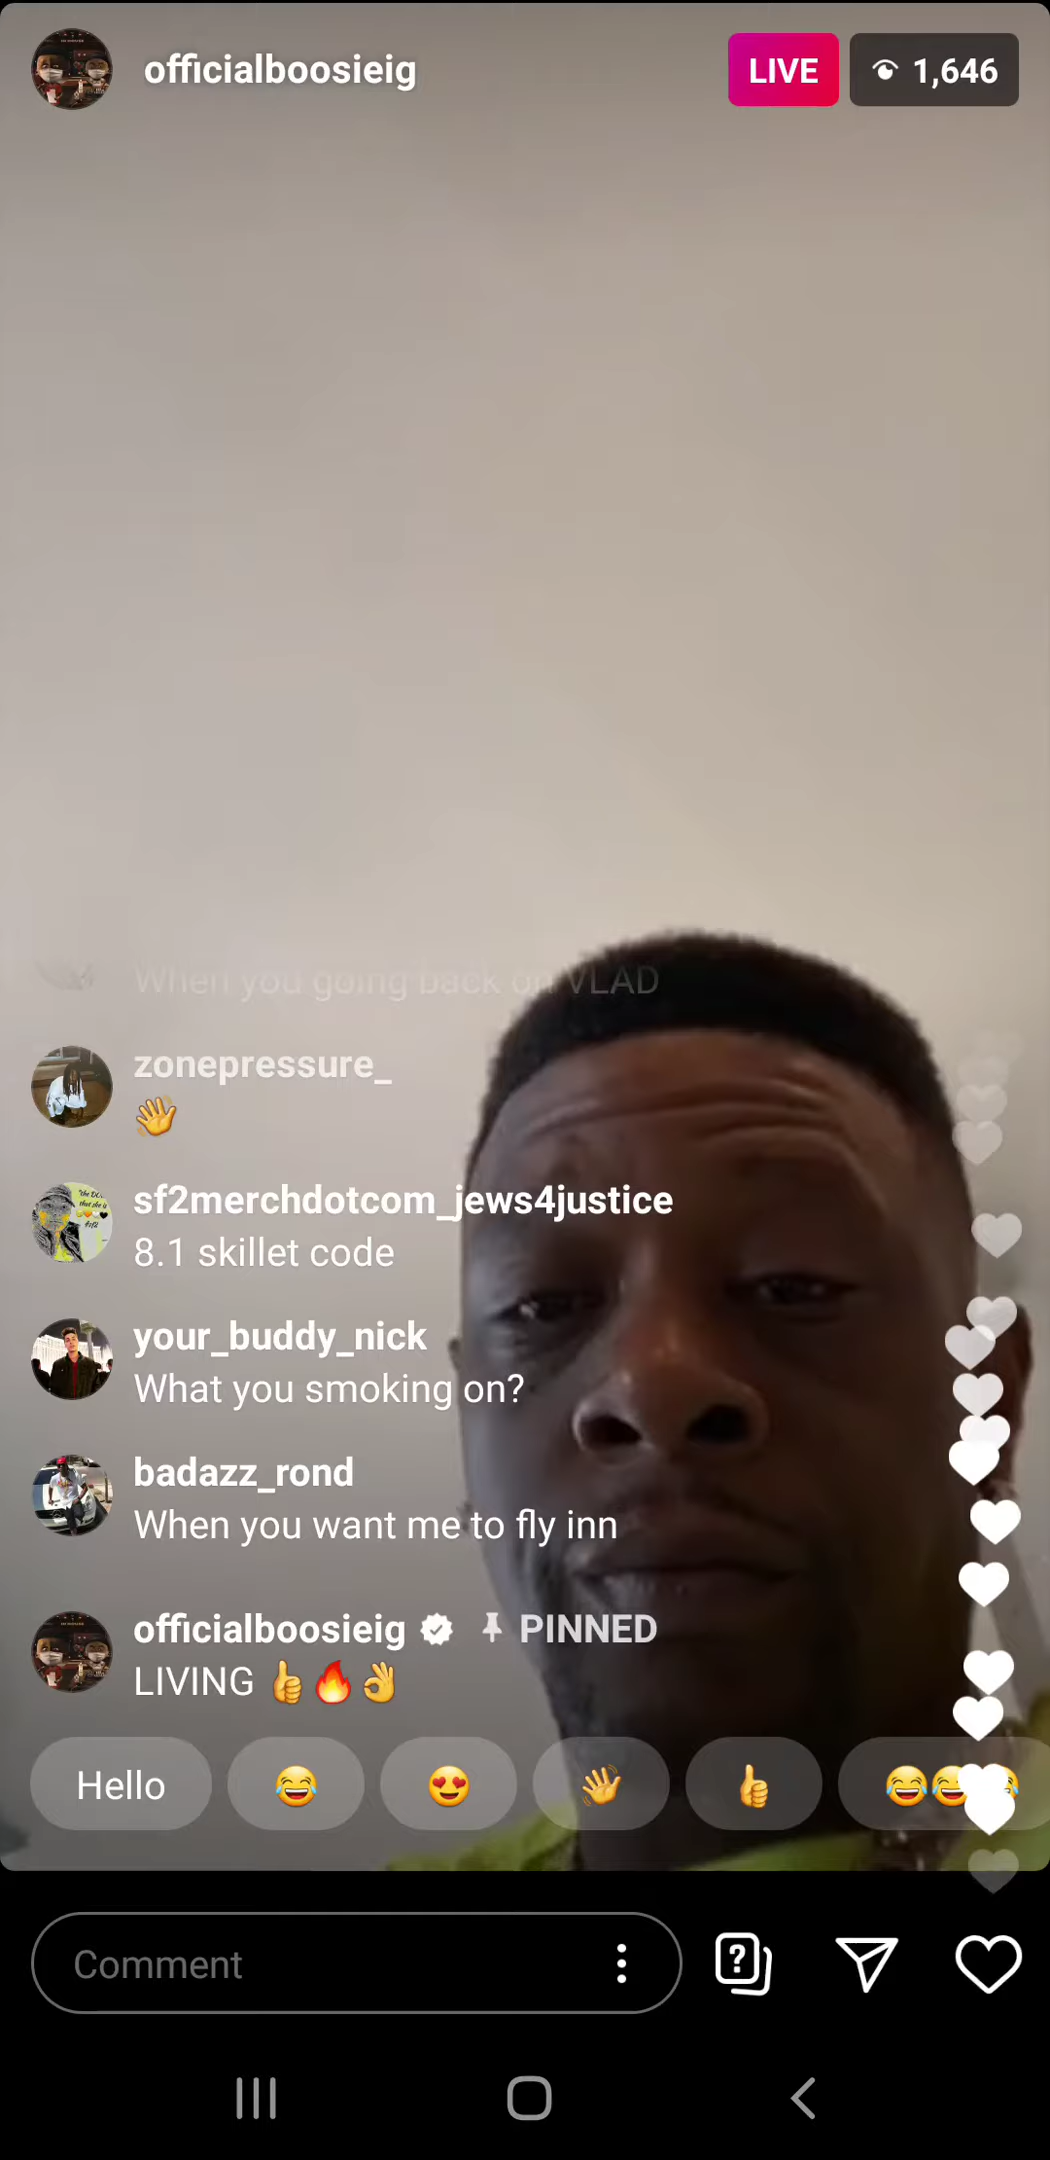 officialboosieig
LIVE 1,646
When you going back on VLAD
zonepressure_
👋
sf2merchdotcom_jews4justice
8.1 skillet code
your_buddy_nick
What you smoking on?
badazz_rond
When you want me to fly inn
officialboosieig PINNED
LIVING 👍🔥👌
Hello 😂 😍 👋 👍 😂😂😂
Comment